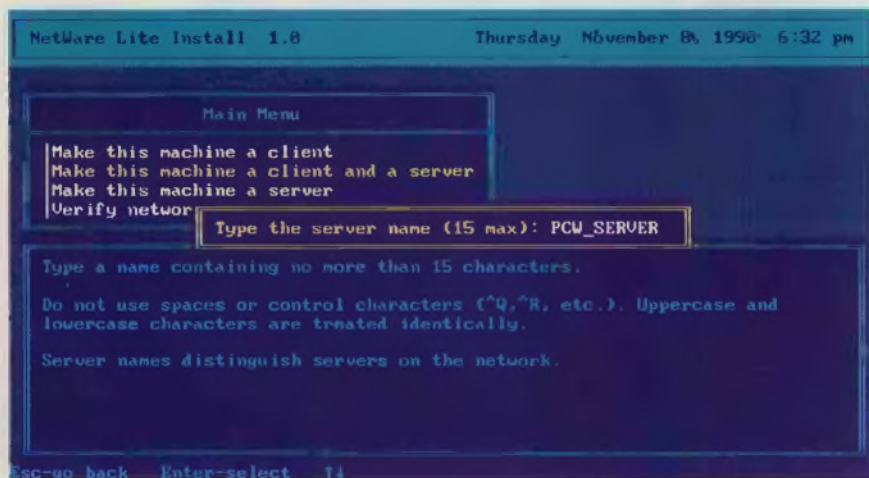 NetWare Lite Install 1.0 Thursday November 8, 1990 6:32 pm
Main Menu
Make this machine a client
Make this machine a client and a server
Make this machine a server
Verify networ
Type the server name (15 max): PCW_SERVER
Type a name containing no more than 15 characters.
Do not use spaces or control characters (^Q,^R, etc.). Uppercase and
lowercase characters are treated identically.
Server names distinguish servers on the network.
Esc-go back Enter-select ↑↓